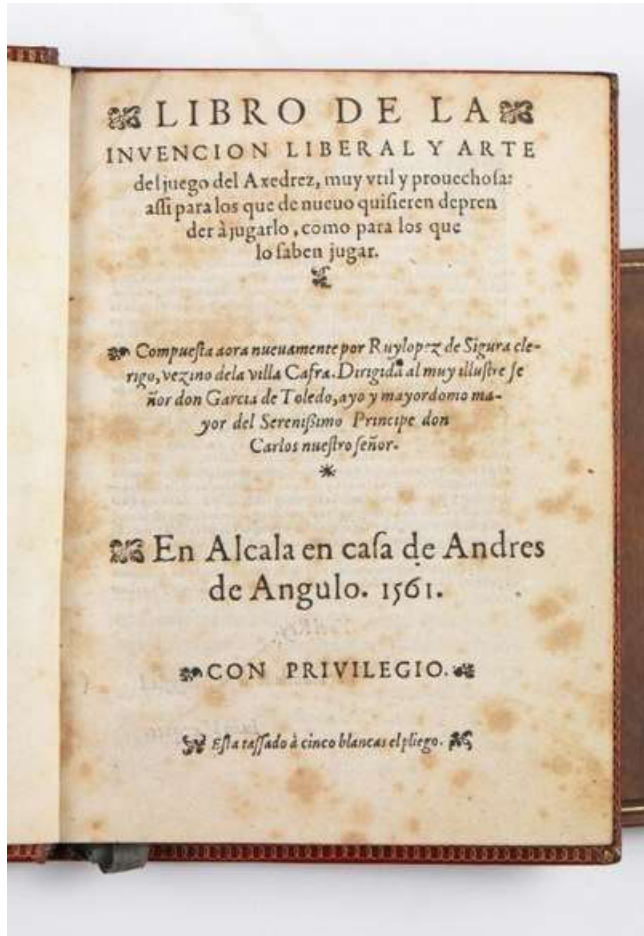 LIBRO DE LA
INVENCION LIBERAL Y ARTE
del juego del Axedrez, muy vtil y prouechosa:
aſsi para los que de nueuo quiſieren depren
der à jugarlo, como para los que
lo ſaben jugar.
Compueſta aora nueuamente por Ruylopez de Sigura cle-
rigo, vezino dela villa Cafra. Dirigida al muy illuſtre ſe
ñor don Garcia de Toledo, ayo y mayordomo ma-
yor del Sereniſsimo Principe don
Carlos nueſtro ſeñor.
En Alcala en caſa de Andres
de Angulo. 1561.
CON PRIVILEGIO.
Eſta taſſado à cinco blancas el pliego.